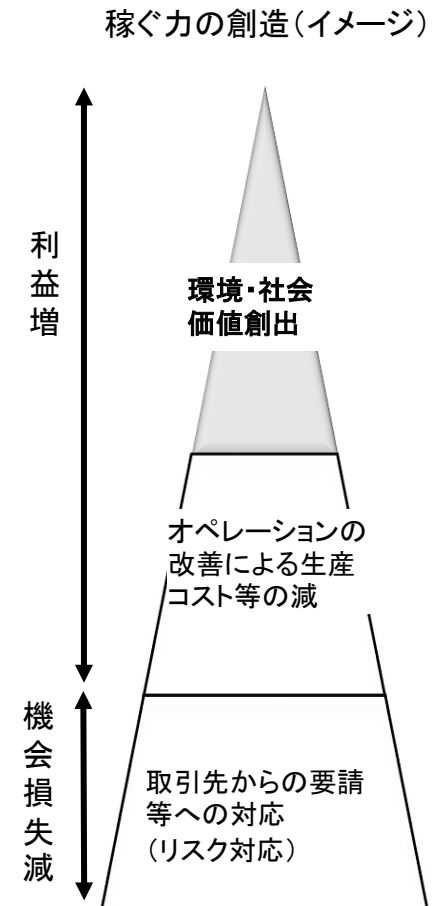 稼ぐ力の創造（イメージ）
利益増
環境・社会
価値創出
オペレーションの
改善による生産
コスト等の減
機会損失減
取引先からの要請
等への対応
（リスク対応）